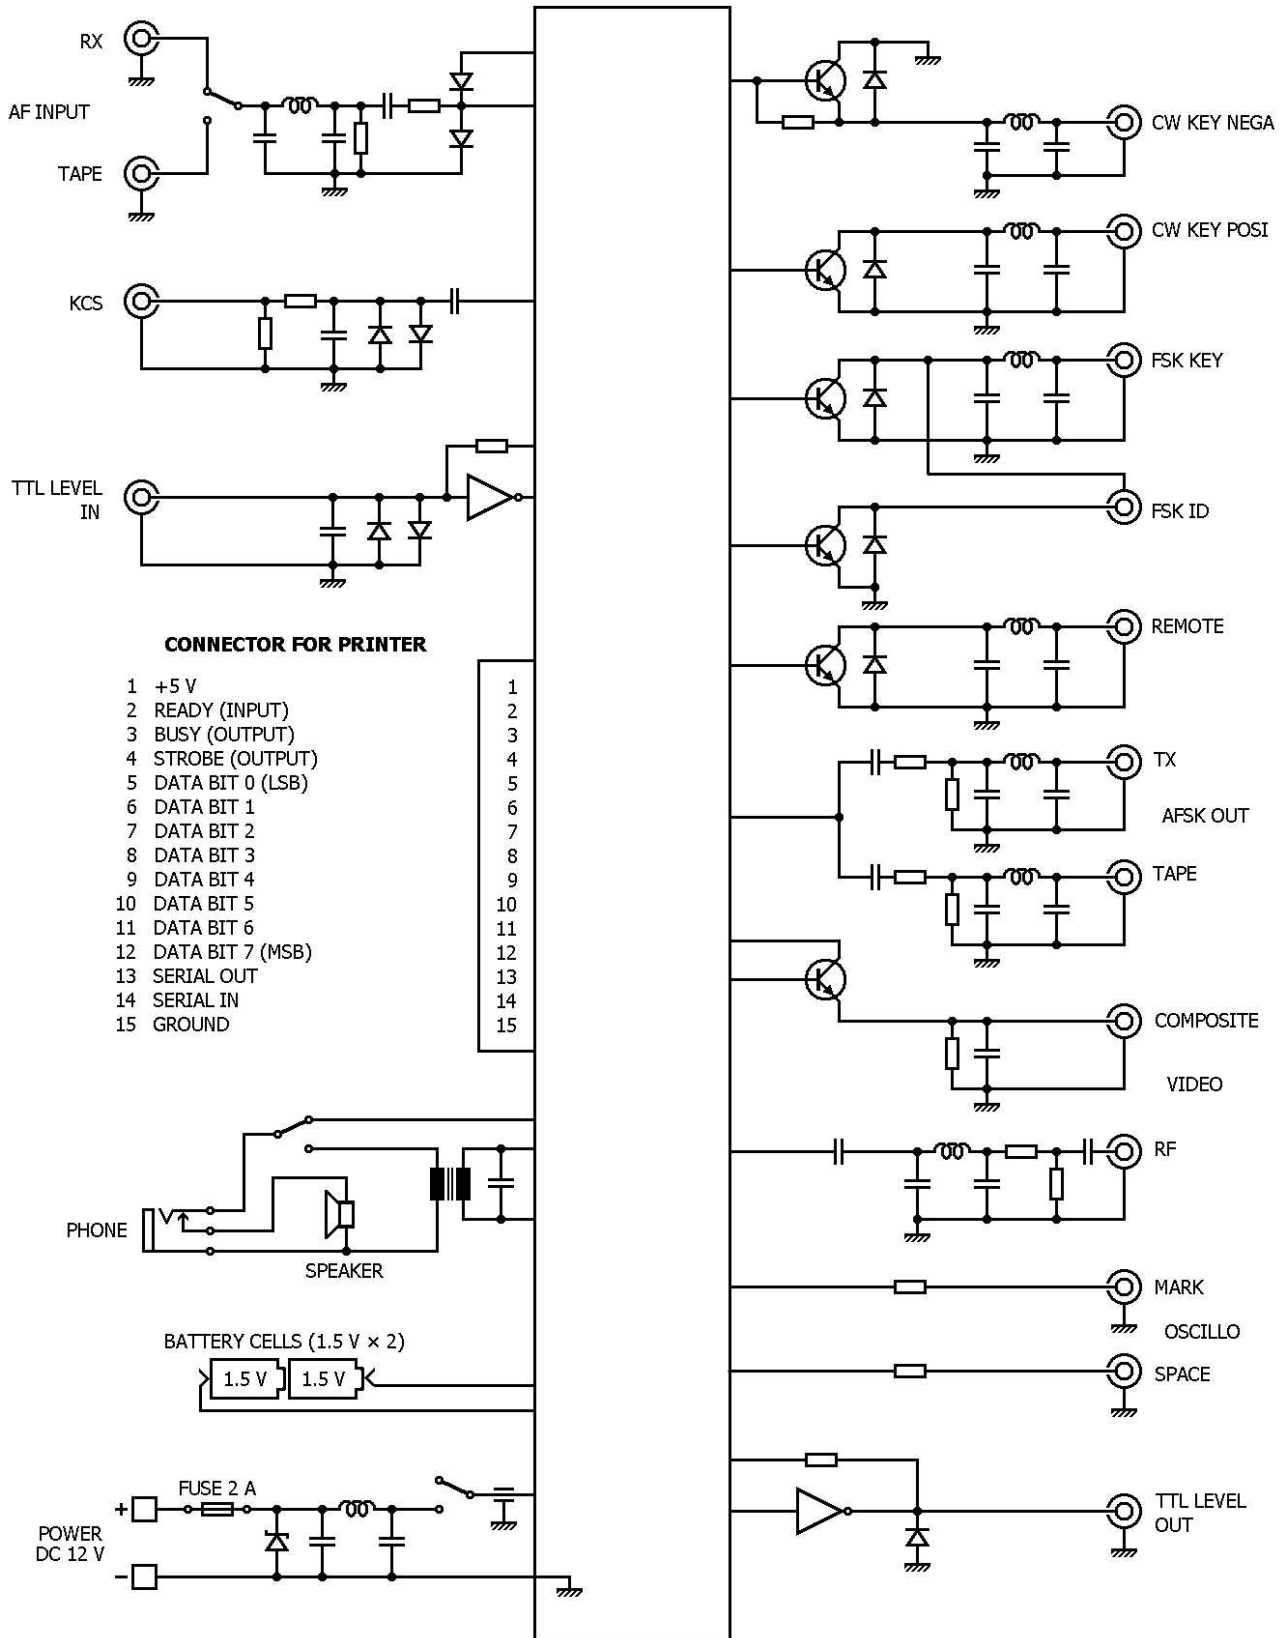 RX
AF INPUT
TAPE
KCS
TTL LEVEL
IN
CONNECTOR FOR PRINTER
1 +5 V
2 READY (INPUT)
3 BUSY (OUTPUT)
4 STROBE (OUTPUT)
5 DATA BIT 0 (LSB)
6 DATA BIT 1
7 DATA BIT 2
8 DATA BIT 3
9 DATA BIT 4
10 DATA BIT 5
11 DATA BIT 6
12 DATA BIT 7 (MSB)
13 SERIAL OUT
14 SERIAL IN
15 GROUND
1
2
3
4
5
6
7
8
9
10
11
12
13
14
15
PHONE
SPEAKER
BATTERY CELLS (1.5 V × 2)
1.5 V 1.5 V
FUSE 2 A
+
POWER
DC 12 V
−
CW KEY NEGA
CW KEY POSI
FSK KEY
FSK ID
REMOTE
TX
AFSK OUT
TAPE
COMPOSITE
VIDEO
RF
MARK
OSCILLO
SPACE
TTL LEVEL
OUT